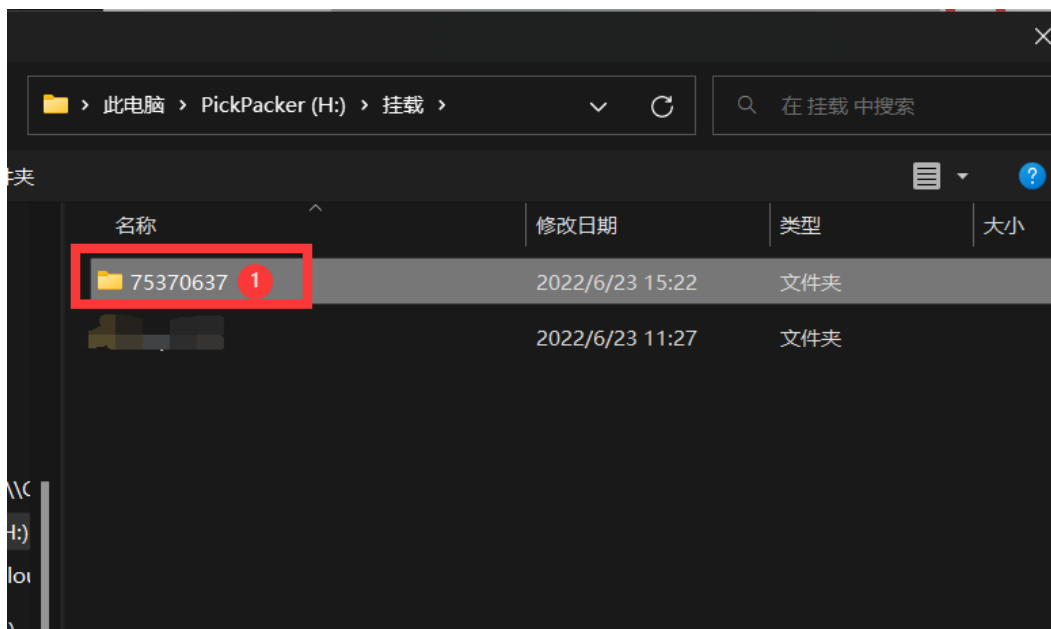 此电脑 > PickPacker (H:) > 挂载 > 在 挂载 中搜索
件夹
名称 修改日期 类型 大小
75370637 1 2022/6/23 15:22 文件夹
2022/6/23 11:27 文件夹
\\C
H:)